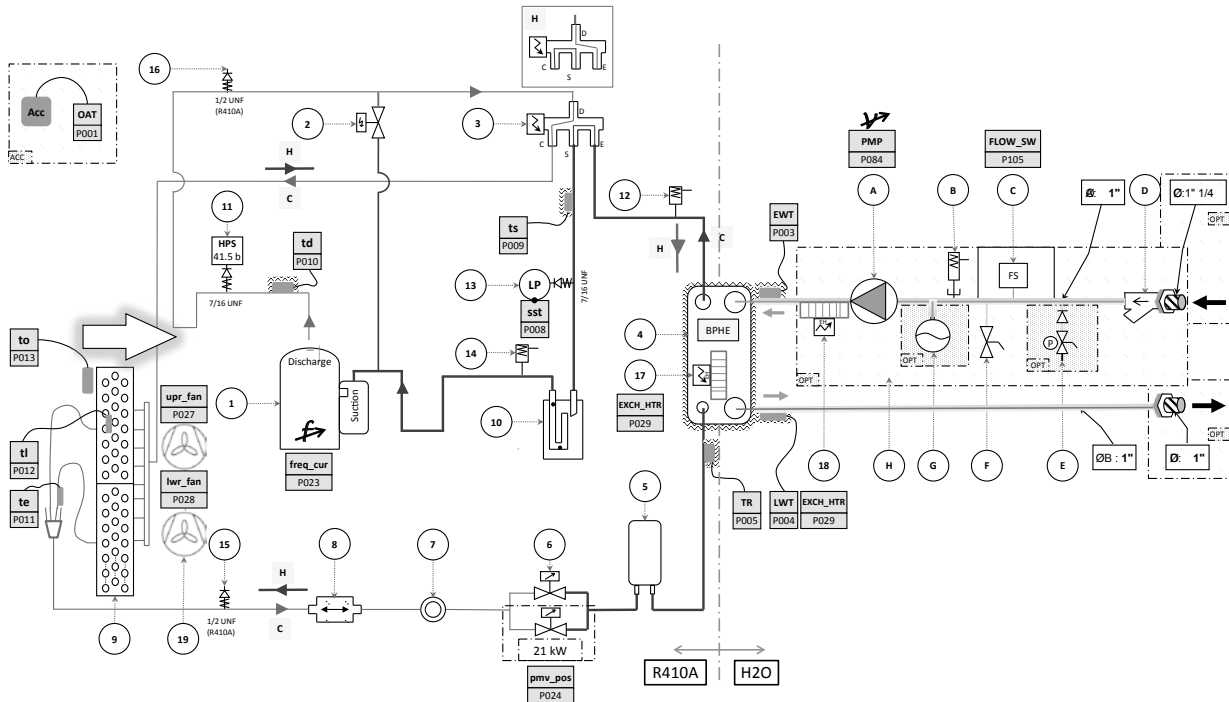 H
D
C
E
S
16
Acc
OAT
P001
ACC
1/2 UNF
(R410A)
2
3
D
C
S
E
PMP
P084
FLOW_SW
P105
H
C
11
HPS
41.5 b
td
P010
7/16 UNF
ts
P009
12
H
C
EWT
P003
A
B
C
Ø: 1"
D
Ø:1" 1/4
OPT
OPT
FS
13
LP
sst
P008
7/16 UNF
4
BPHE
EH
OPT
P
OPT
OPT
to
P013
Discharge
14
17
upr_fan
P027
1
Suction
10
EXCH_HTR
P029
OPT
tl
P012
freq_cur
P023
lwr_fan
P028
te
P011
5
TR
P005
LWT
P004
EXCH_HTR
P029
18
H
G
F
E
ØB : 1"
Ø: 1"
OPT
15
8
7
6
H
C
1/2 UNF
(R410A)
9
19
21 kW
pmv_pos
P024
R410A
H2O